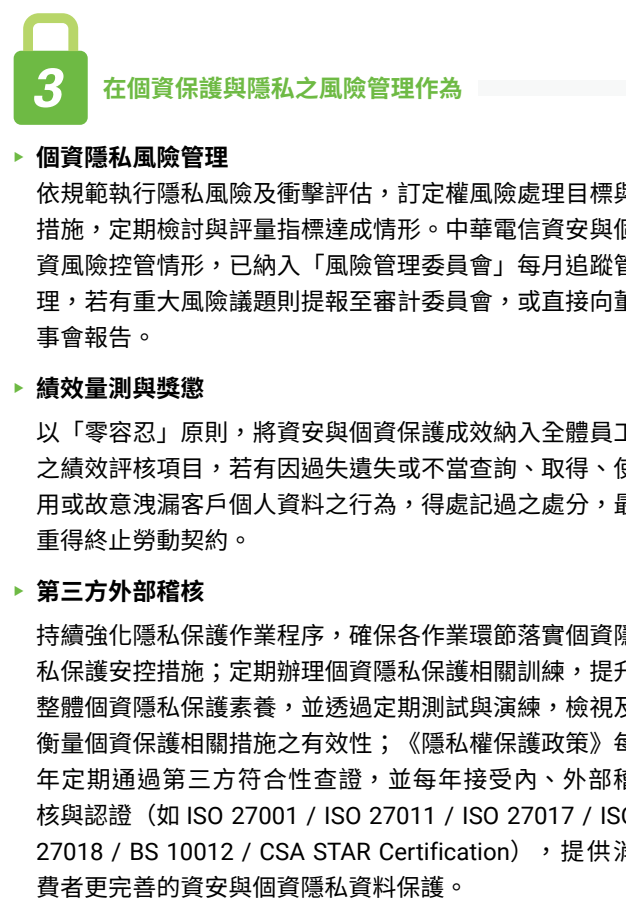 3
在個資保護與隱私之風險管理作為
個資隱私風險管理
依規範執行隱私風險及衝擊評估，訂定權風險處理目標與
措施，定期檢討與評量指標達成情形。中華電信資安與個
資風險控管情形，已納入「風險管理委員會」每月追蹤管
理，若有重大風險議題則提報至審計委員會，或直接向董
事會報告。
績效量測與獎懲
以「零容忍」原則，將資安與個資保護成效納入全體員工
之績效評核項目，若有因過失遺失或不當查詢、取得、使
用或故意洩漏客戶個人資料之行為，得處記過之處分，最
重得終止勞動契約。
第三方外部稽核
持續強化隱私保護作業程序，確保各作業環節落實個資隱
私保護安控措施；定期辦理個資隱私保護相關訓練，提升
整體個資隱私保護素養，並透過定期測試與演練，檢視及
衡量個資保護相關措施之有效性；《隱私權保護政策》每
年定期通過第三方符合性查證，並每年接受內、外部稽
核與認證（如 ISO 27001 / ISO 27011 / ISO 27017 / ISO
27018 / BS 10012 / CSA STAR Certification），提供消
費者更完善的資安與個資隱私資料保護。